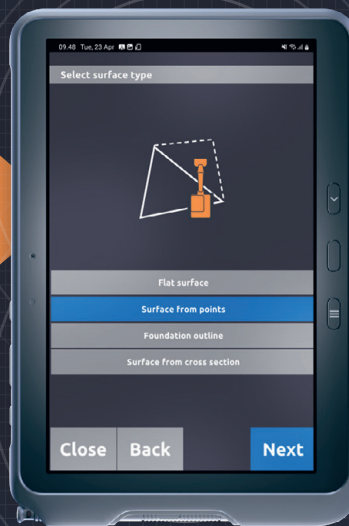 09.48 Tue, 23 Apr
Select surface type
Flat surface
Surface from points
Foundation outline
Surface from cross section
Close Back Next